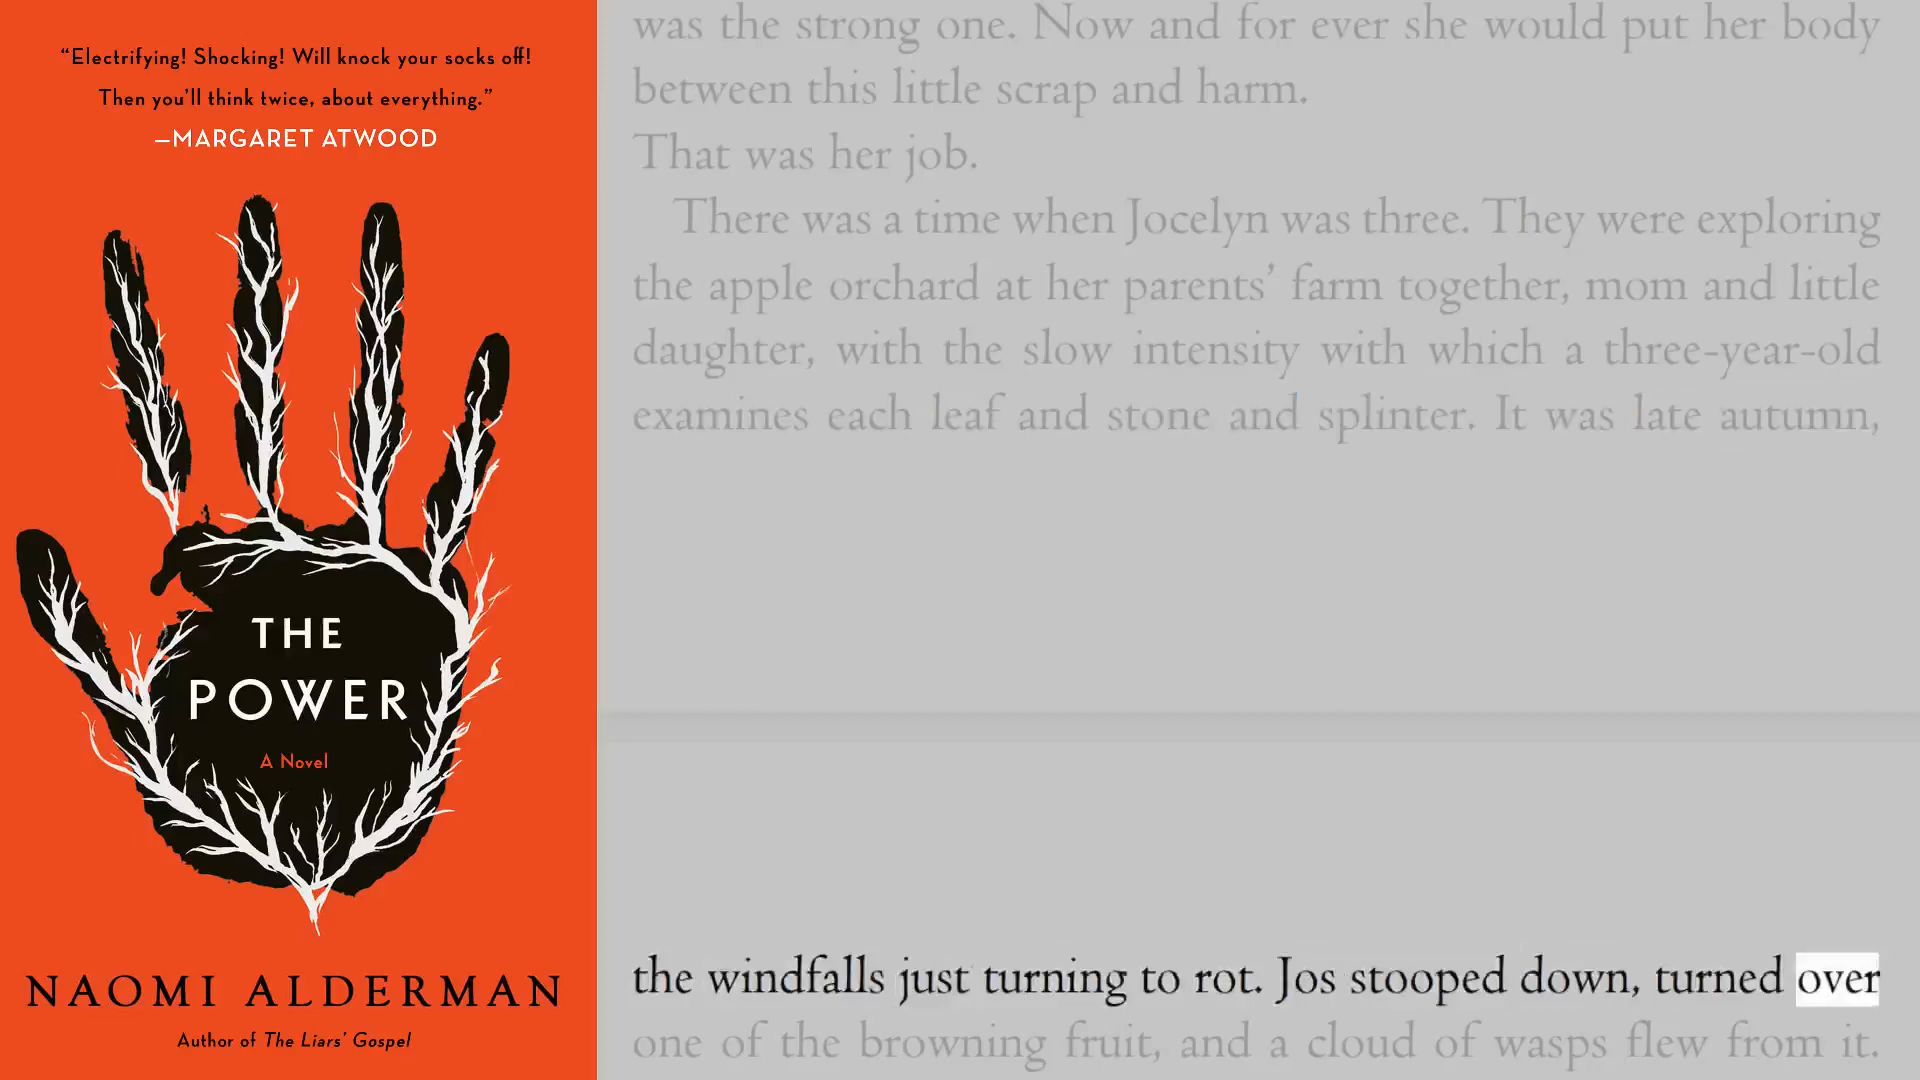 “Electrifying! Shocking! Will knock your socks off!
Then you’ll think twice, about everything.”
—MARGARET ATWOOD
THE
POWER
A Novel
NAOMI ALDERMAN
Author of The Liars’ Gospel
was the strong one. Now and for ever she would put her body
between this little scrap and harm.
That was her job.
There was a time when Jocelyn was three. They were exploring
the apple orchard at her parents’ farm together, mom and little
daughter, with the slow intensity with which a three-year-old
examines each leaf and stone and splinter. It was late autumn,
the windfalls just turning to rot. Jos stooped down, turned over
one of the browning fruit, and a cloud of wasps flew from it.